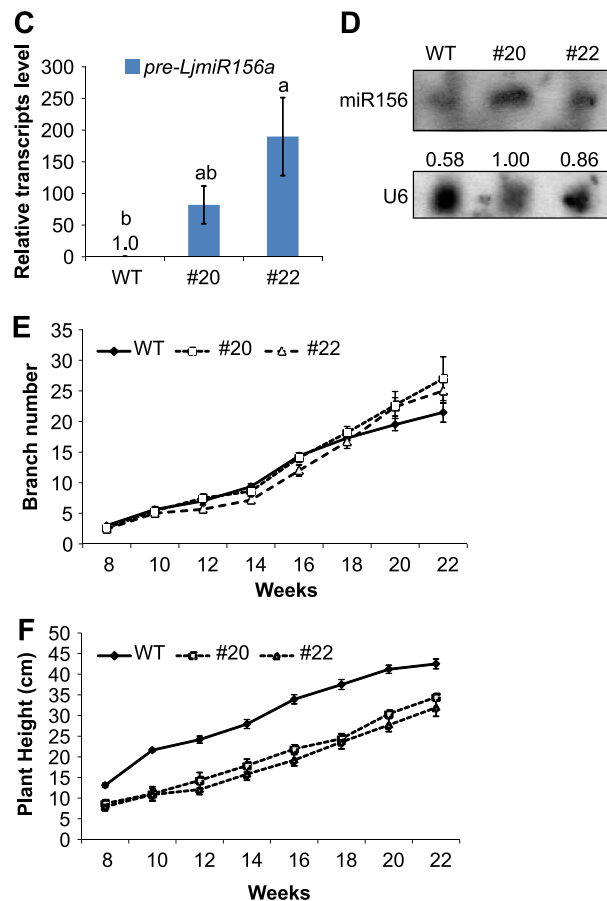 C
Relative transcripts level
300
250
200
150
100
50
0
pre-LjmiR156a
b
1.0
ab
a
WT #20 #22
D
WT #20 #22
miR156
0.58 1.00 0.86
U6
E
Branch number
35
30
25
20
15
10
5
0
WT #20 #22
8 10 12 14 16 18 20 22
Weeks
F
Plant Height (cm)
50
45
40
35
30
25
20
15
10
5
0
WT #20 #22
8 10 12 14 16 18 20 22
Weeks